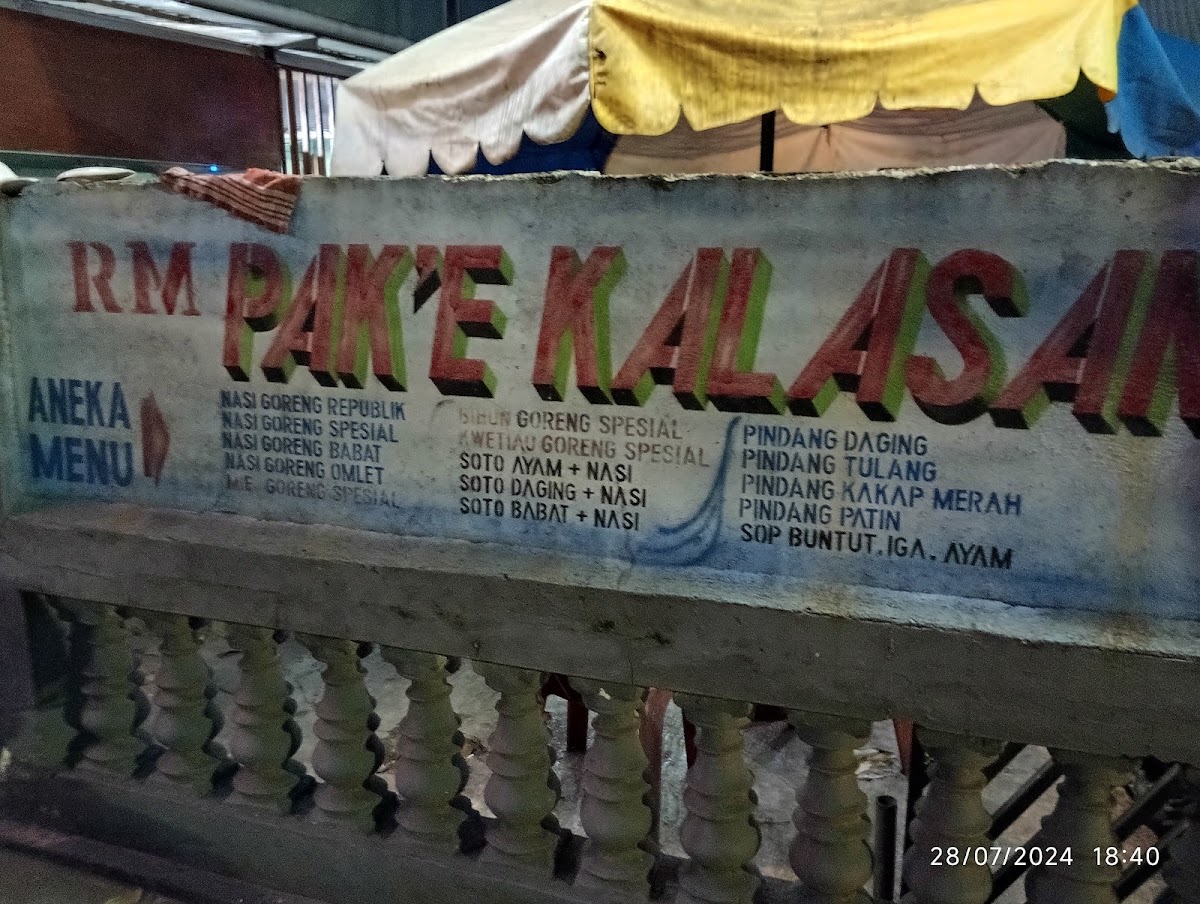 RM PAK'E KALASAN
ANEKA
MENU
NASI GORENG REPUBLIK
NASI GORENG SPESIAL
NASI GORENG BABAT
NASI GORENG OMLET
MIE GORENG SPESIAL
BIHUN GORENG SPESIAL
KWETIAU GORENG SPESIAL
SOTO AYAM + NASI
SOTO DAGING + NASI
SOTO BABAT + NASI
PINDANG DAGING
PINDANG TULANG
PINDANG KAKAP MERAH
PINDANG PATIN
SOP BUNTUT.IGA. AYAM
28/07/2024 18:40